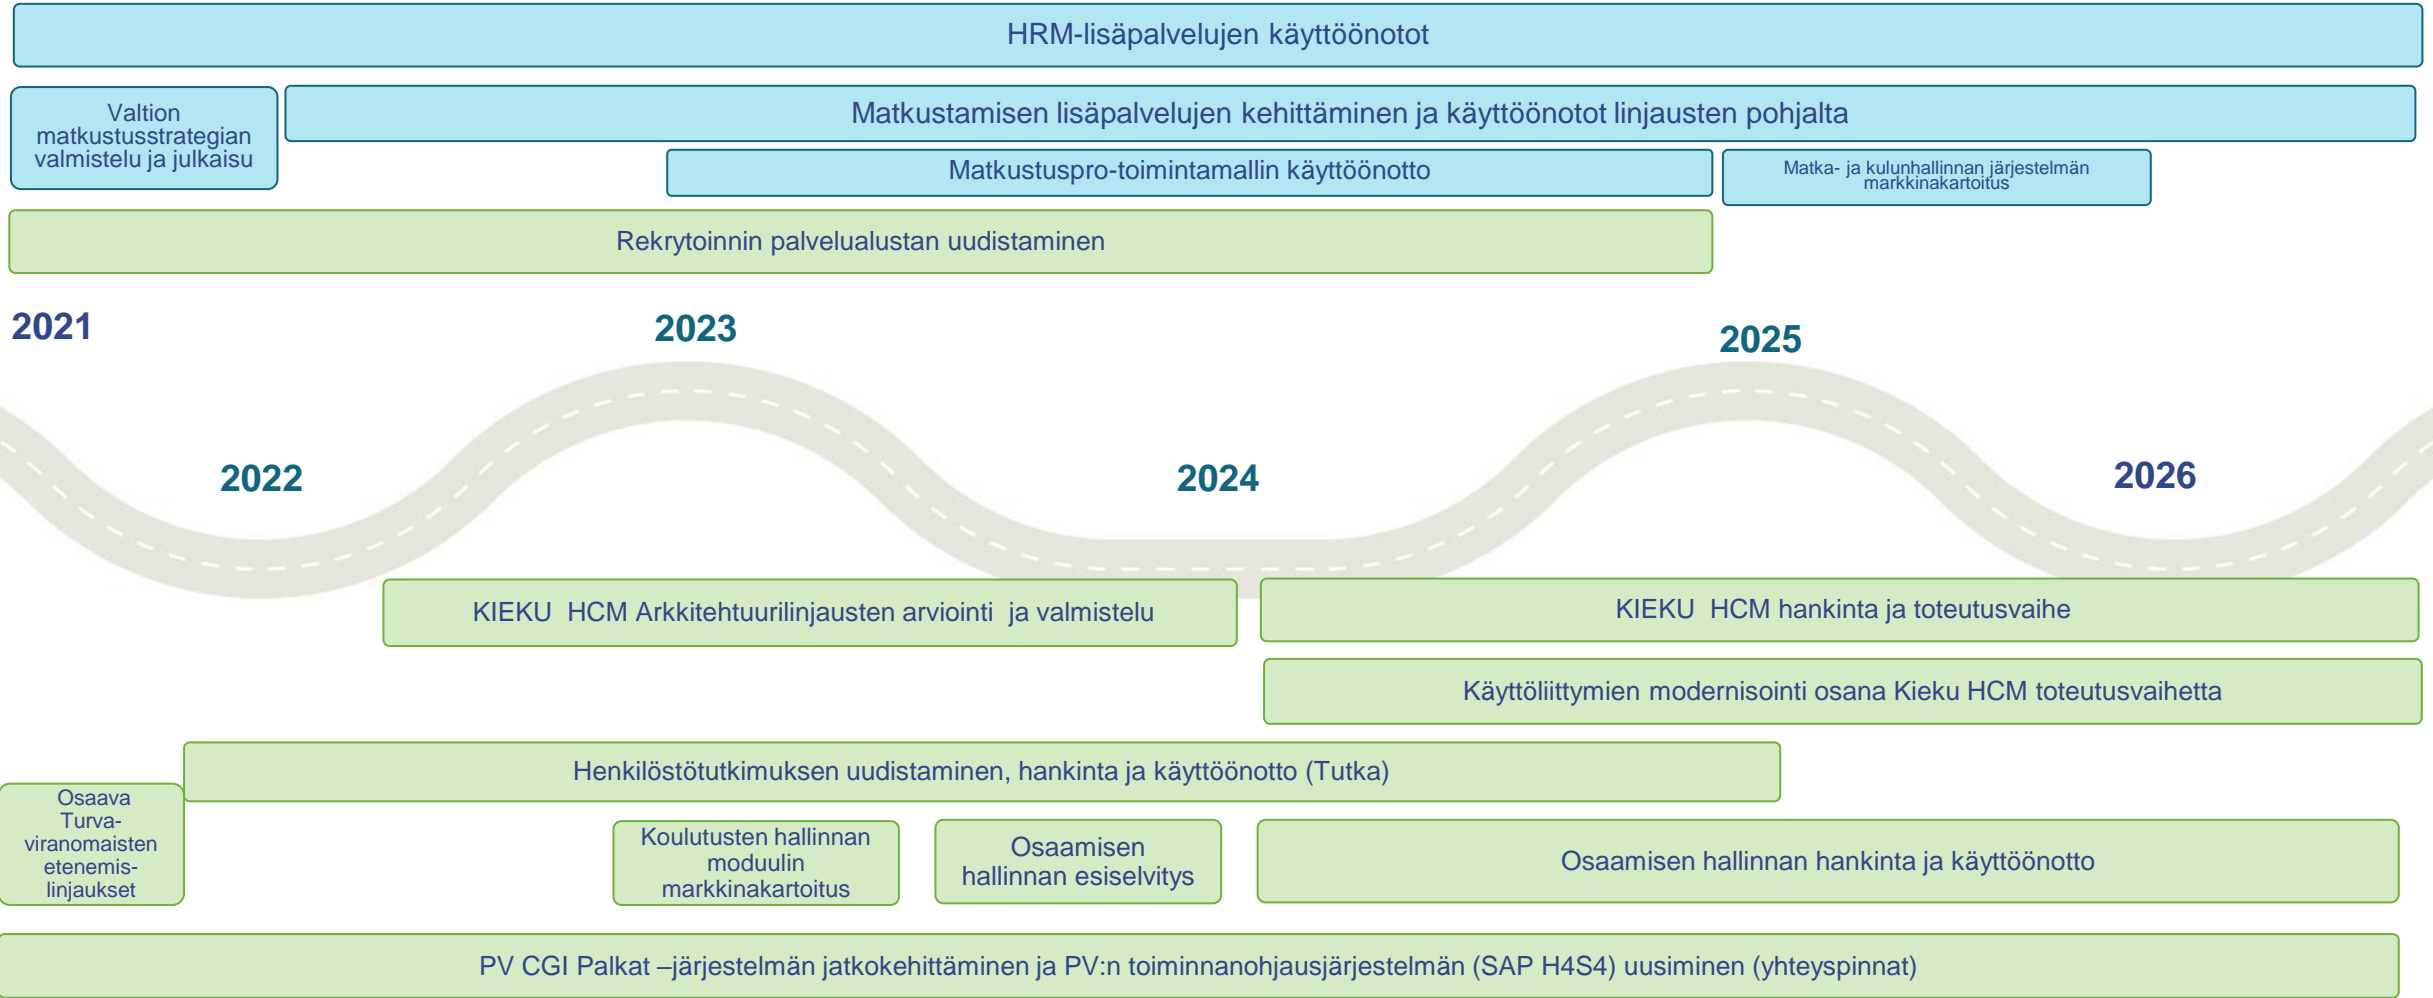 HRM-lisäpalvelujen käyttöönotot
Valtion
matkustusstrategian
valmistelu ja julkaisu
Matkustamisen lisäpalvelujen kehittäminen ja käyttöönotot linjausten pohjalta
Matkustuspro-toimintamallin käyttöönotto
Matka- ja kulunhallinnan järjestelmän
markkinakartoitus
Rekrytoinnin palvelualustan uudistaminen
2021
2023
2025
2022
2024
2026
KIEKU HCM Arkkitehtuurilinjausten arviointi ja valmistelu
KIEKU HCM hankinta ja toteutusvaihe
Käyttöliittymien modernisointi osana Kieku HCM toteutusvaihetta
Henkilöstötutkimuksen uudistaminen, hankinta ja käyttöönotto (Tutka)
Osaava
Turva-
viranomaisten
etenemis-
linjaukset
Koulutusten hallinnan
moduulin
markkinakartoitus
Osaamisen
hallinnan esiselvitys
Osaamisen hallinnan hankinta ja käyttöönotto
PV CGI Palkat –järjestelmän jatkokehittäminen ja PV:n toiminnanohjausjärjestelmän (SAP H4S4) uusiminen (yhteyspinnat)